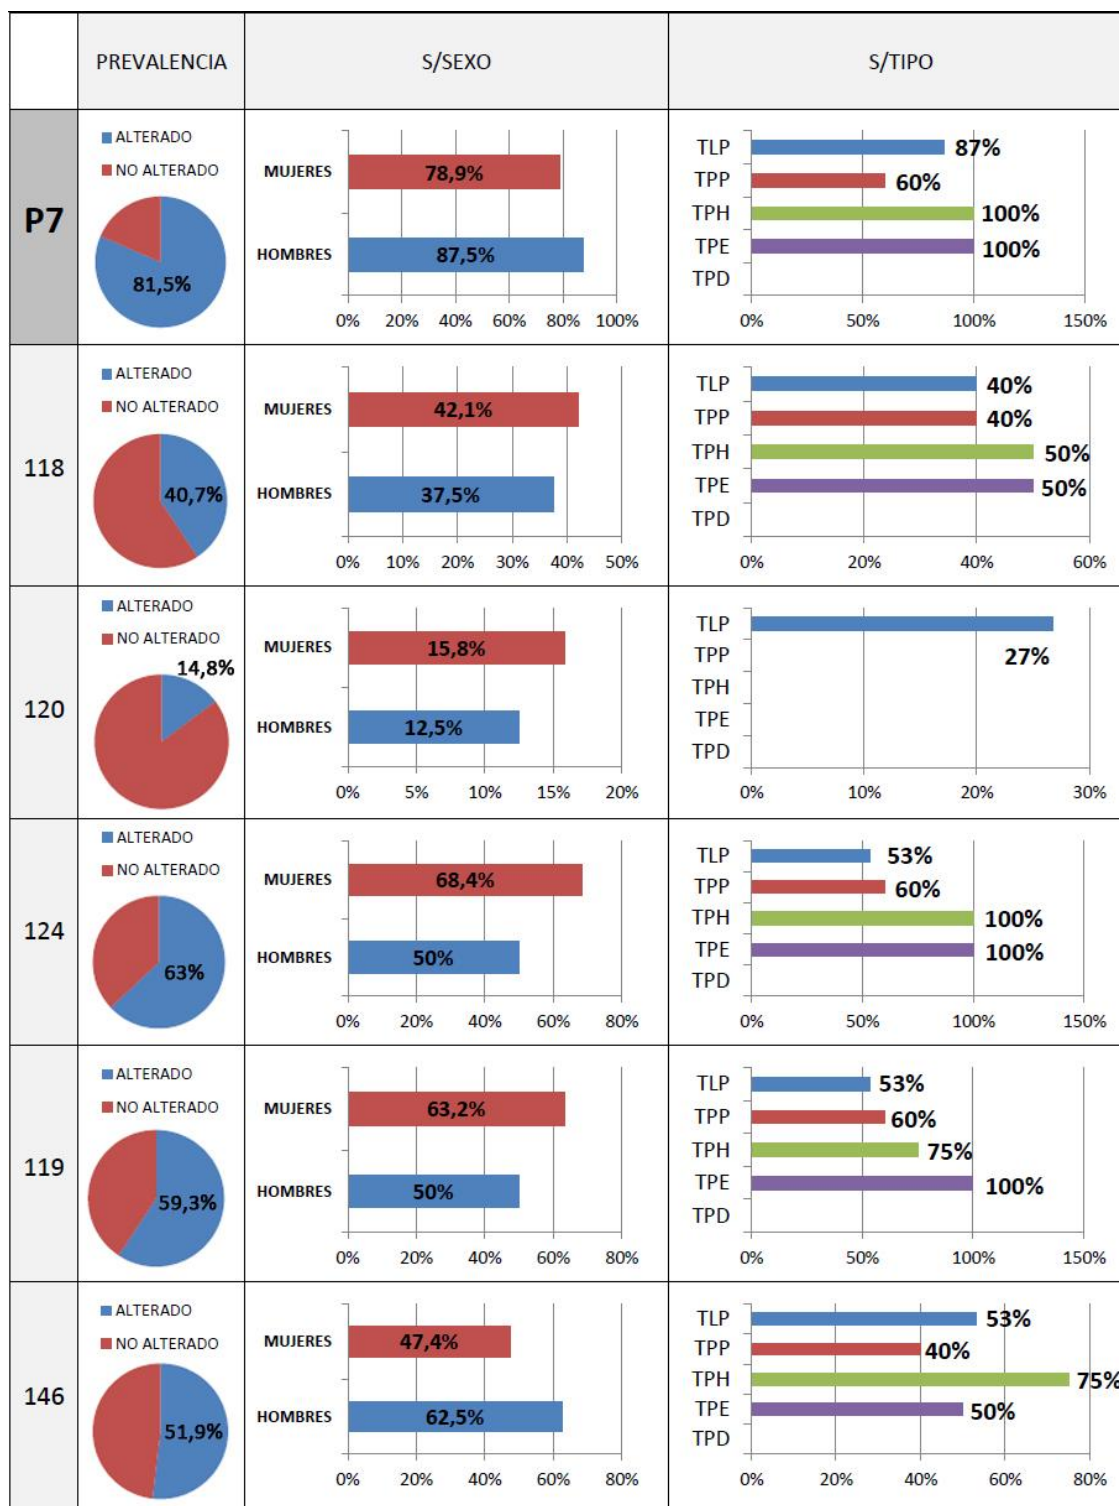 PREVALENCIA S/SEXO S/TIPO
P7
ALTERADO
NO ALTERADO
81,5%
MUJERES 78,9%
HOMBRES 87,5%
0% 20% 40% 60% 80% 100%
TLP 87%
TPP 60%
TPH 100%
TPE 100%
TPD
0% 50% 100% 150%
118
ALTERADO
NO ALTERADO
40,7%
MUJERES 42,1%
HOMBRES 37,5%
0% 10% 20% 30% 40% 50%
TLP 40%
TPP 40%
TPH 50%
TPE 50%
TPD
0% 20% 40% 60%
120
ALTERADO
NO ALTERADO
14,8%
MUJERES 15,8%
HOMBRES 12,5%
0% 5% 10% 15% 20%
TLP
TPP 27%
TPH
TPE
TPD
0% 10% 20% 30%
124
ALTERADO
NO ALTERADO
63%
MUJERES 68,4%
HOMBRES 50%
0% 20% 40% 60% 80%
TLP 53%
TPP 60%
TPH 100%
TPE 100%
TPD
0% 50% 100% 150%
119
ALTERADO
NO ALTERADO
59,3%
MUJERES 63,2%
HOMBRES 50%
0% 20% 40% 60% 80%
TLP 53%
TPP 60%
TPH 75%
TPE 100%
TPD
0% 50% 100% 150%
146
ALTERADO
NO ALTERADO
51,9%
MUJERES 47,4%
HOMBRES 62,5%
0% 20% 40% 60% 80%
TLP 53%
TPP 40%
TPH 75%
TPE 50%
TPD
0% 20% 40% 60% 80%